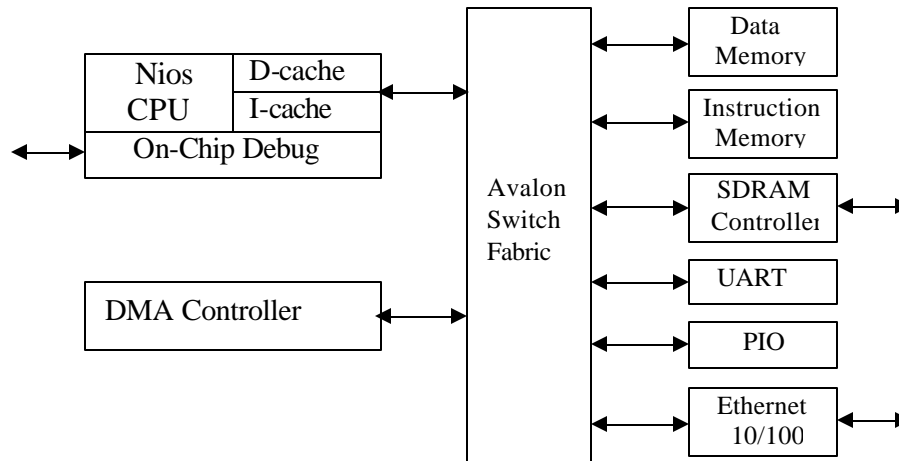 Nios
CPU
D-cache
I-cache
On-Chip Debug
DMA Controller
Avalon
Switch
Fabric
Data
Memory
Instruction
Memory
SDRAM
Controller
UART
PIO
Ethernet
10/100